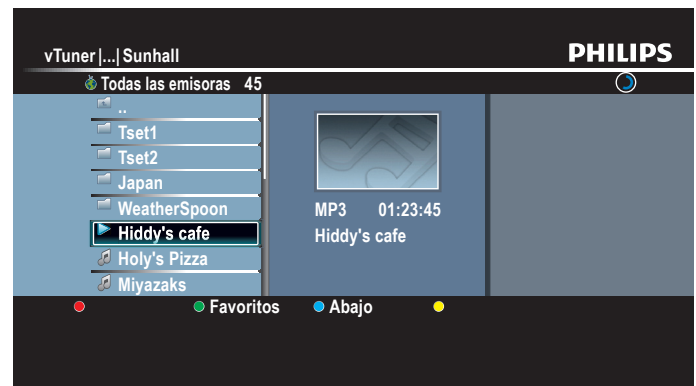 vTuner |...| Sunhall
PHILIPS
Todas las emisoras 45
..
Tset1
Tset2
Japan
WeatherSpoon
Hiddy's cafe
Holy's Pizza
Miyazaks
MP3 01:23:45
Hiddy's cafe
Favoritos Abajo